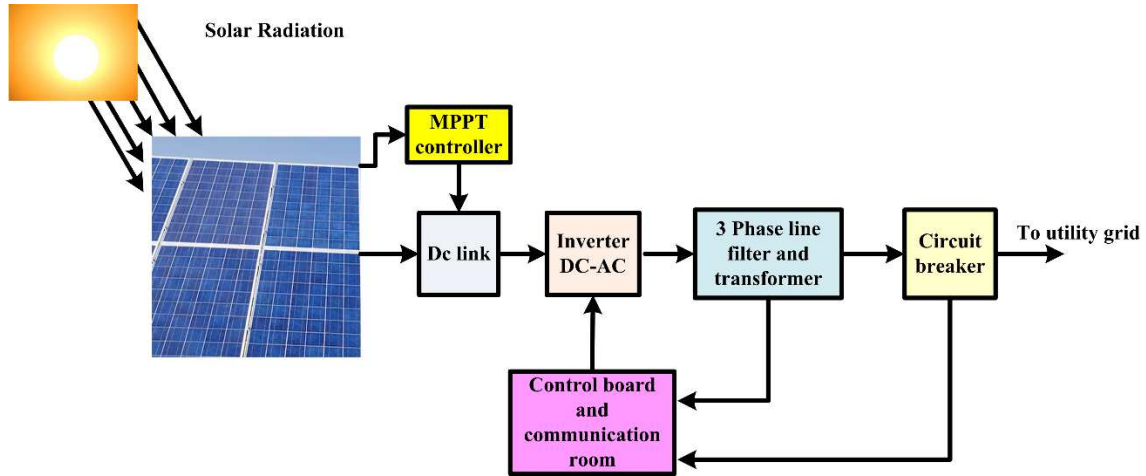 Solar Radiation
MPPT
controller
Dc link
Inverter
DC-AC
3 Phase line
filter and
transformer
Circuit
breaker
To utility grid
Control board
and
communication
room